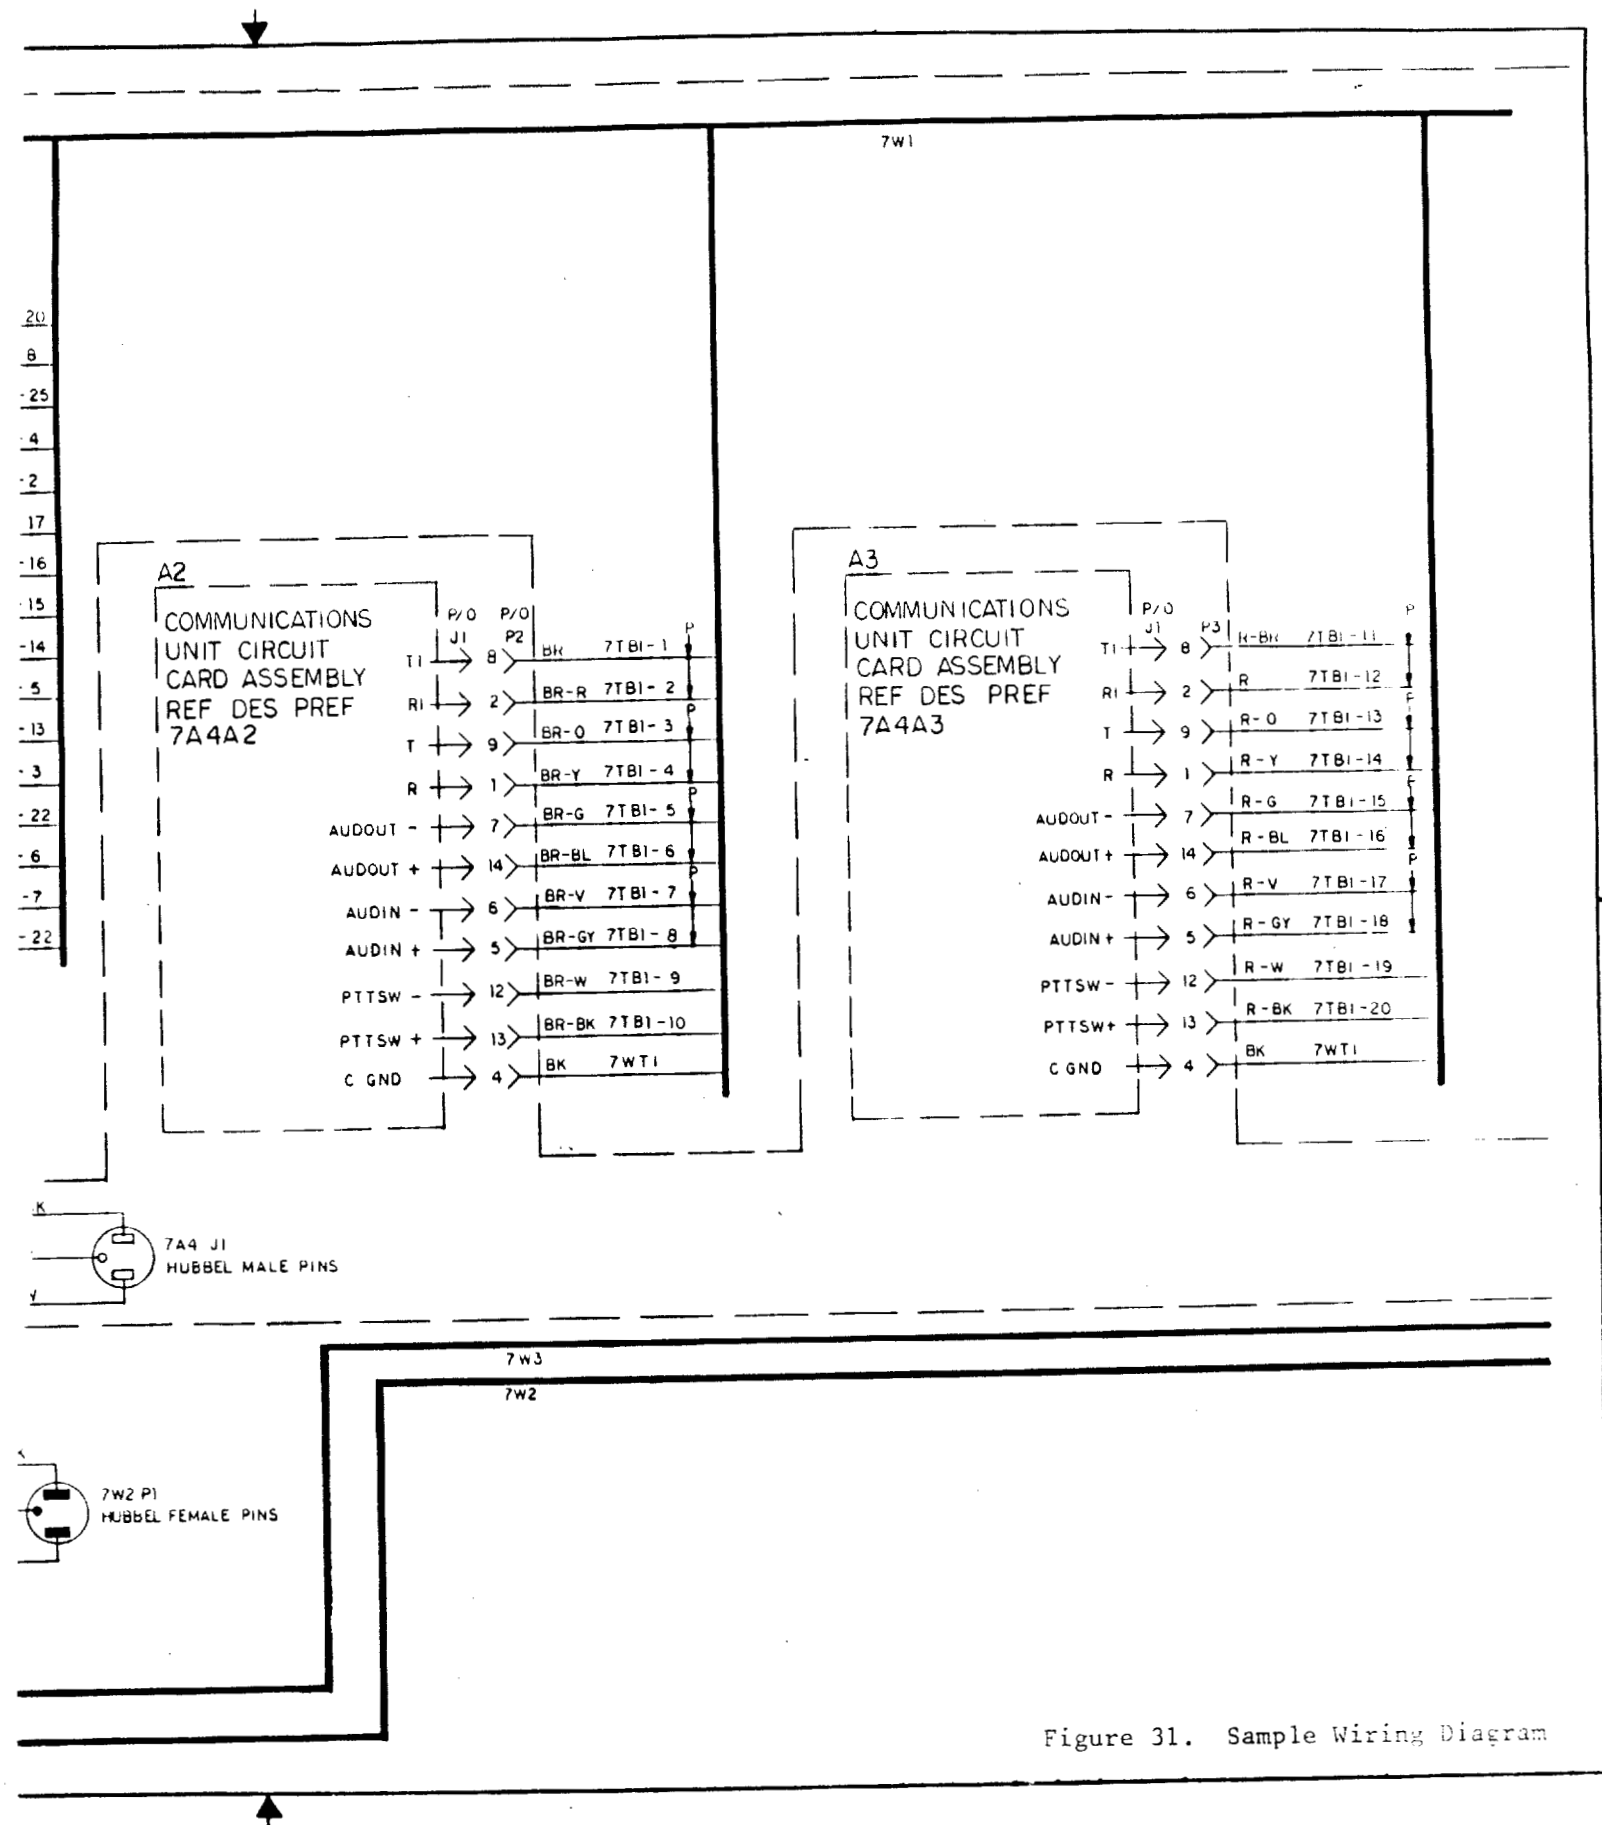 7W1
20
8
-25
-4
-2
17
-16
15
-14
-5
-13
-3
-22
-6
-7
-22
A2
COMMUNICATIONS
UNIT CIRCUIT
CARD ASSEMBLY
REF DES PREF
7A4A2
P/O P/O
J1 P2
P
T1 8 BR 7TB1-1
R1 2 BR-R 7TB1-2
P
T 9 BR-O 7TB1-3
R 1 BR-Y 7TB1-4
P
AUDOUT - 7 BR-G 7TB1-5
AUDOUT + 14 BR-BL 7TB1-6
P
AUDIN - 6 BR-V 7TB1-7
AUDIN + 5 BR-GY 7TB1-8
PTTSW - 12 BR-W 7TB1-9
PTTSW + 13 BR-BK 7TB1-10
C GND 4 BK 7WT1
A3
COMMUNICATIONS
UNIT CIRCUIT
CARD ASSEMBLY
REF DES PREF
7A4A3
P/O
J1 P3
P
T1 8 R-BR 7TB1-11
R1 2 R 7TB1-12
P
T 9 R-O 7TB1-13
R 1 R-Y 7TB1-14
P
AUDOUT- 7 R-G 7TB1-15
AUDOUT+ 14 R-BL 7TB1-16
P
AUDIN- 6 R-V 7TB1-17
AUDIN+ 5 R-GY 7TB1-18
PTTSW- 12 R-W 7TB1-19
PTTSW+ 13 R-BK 7TB1-20
C GND 4 BK 7WT1
K
7A4 J1
HUBBEL MALE PINS
7W3
7W2
7W2 P1
HUBBEL FEMALE PINS
Figure 31. Sample Wiring Diagram